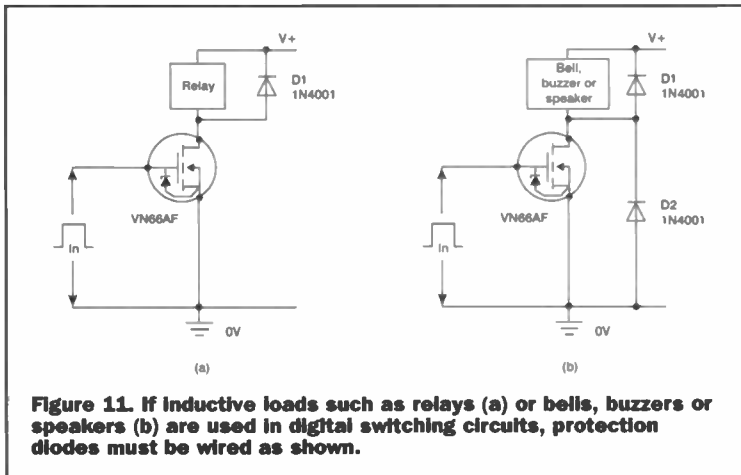 V+
Relay
D1
1N4001
VN66AF
In
0V
(a)
V+
Bell,
buzzer or
speaker
D1
1N4001
VN66AF
D2
1N4001
In
0V
(b)
Figure 11. If inductive loads such as relays (a) or bells, buzzers or
speakers (b) are used in digital switching circuits, protection
diodes must be wired as shown.